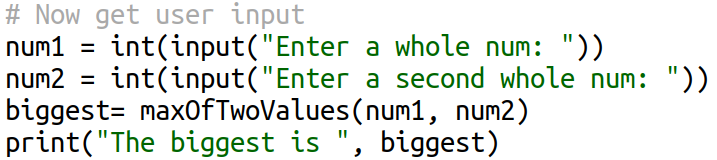 # Now get user input
num1 = int(input("Enter a whole num: "))
num2 = int(input("Enter a second whole num: "))
biggest= maxOfTwoValues(num1, num2)
print("The biggest is ", biggest)